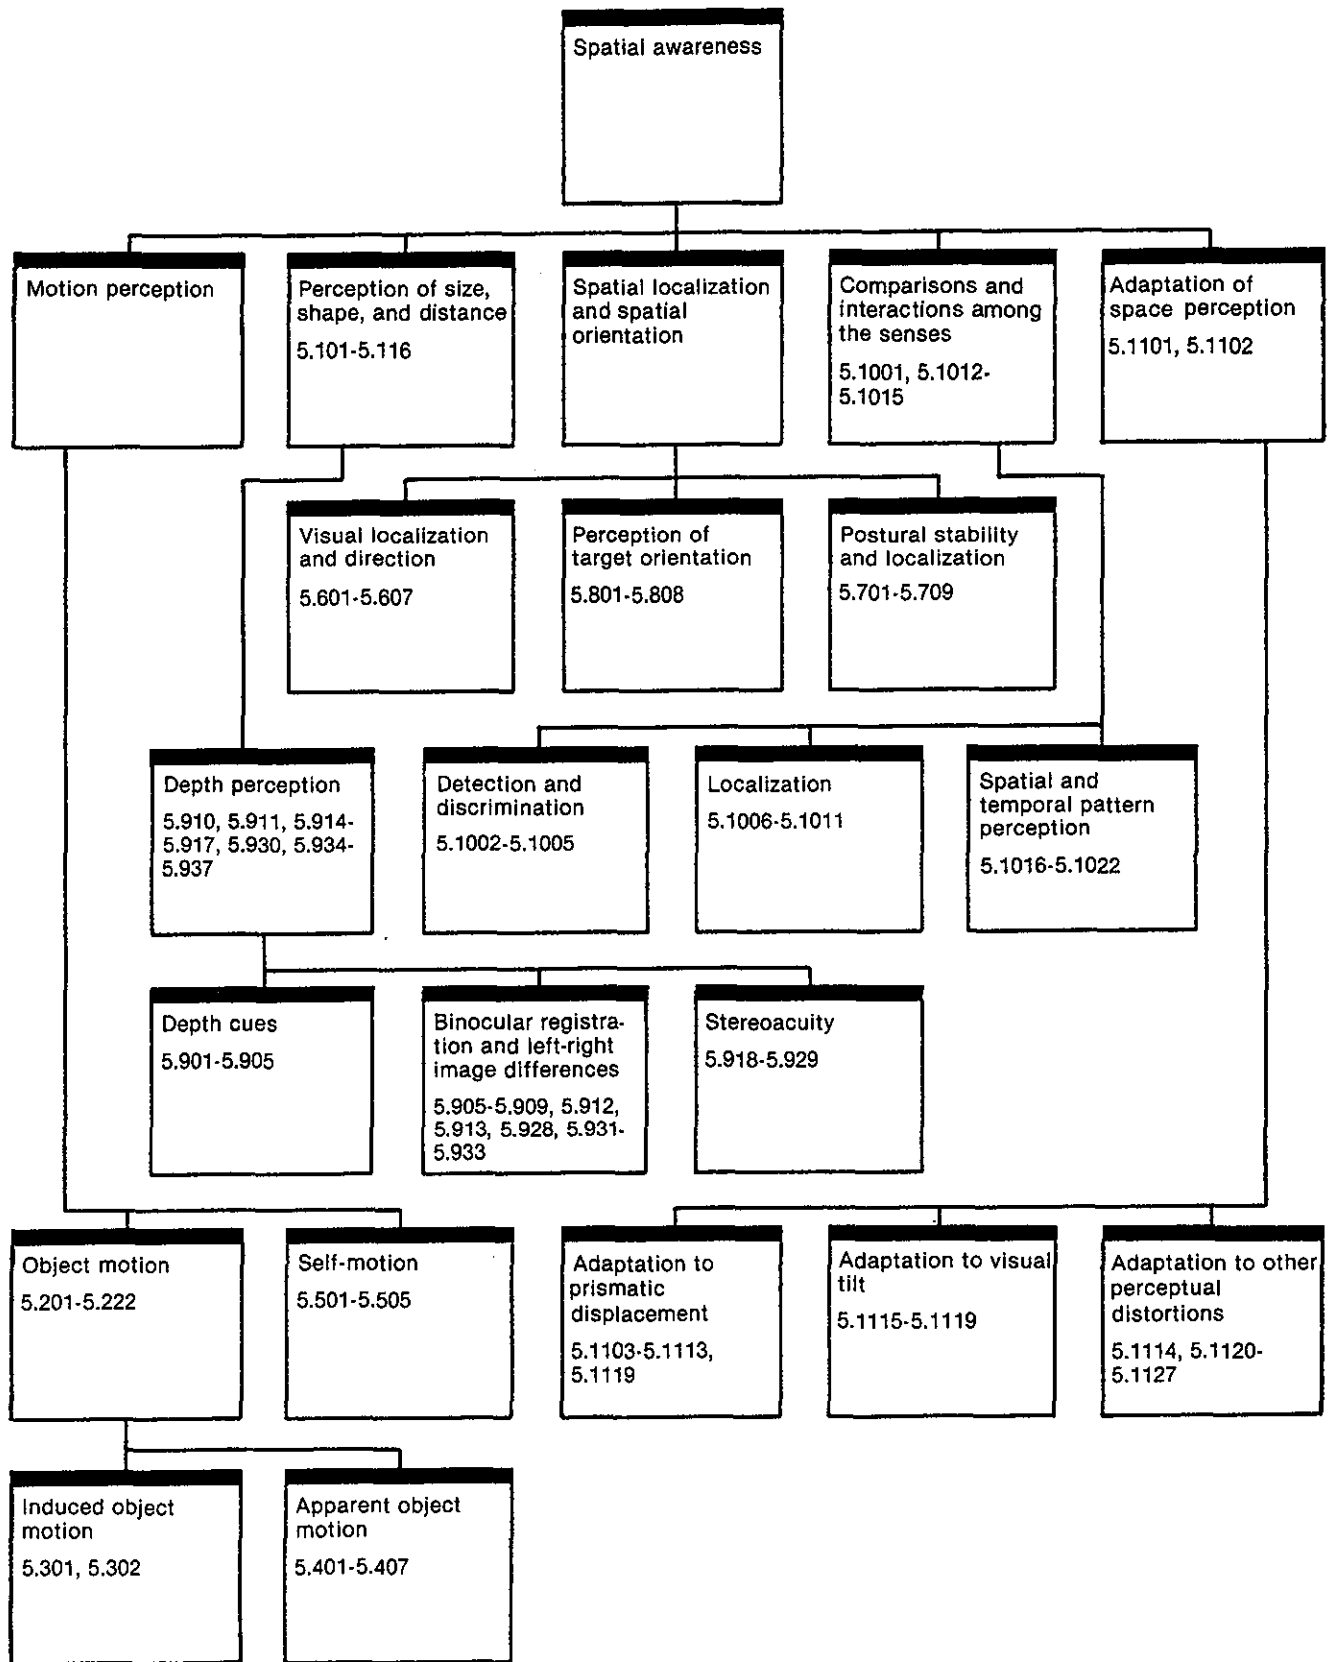 Spatial awareness
Motion perception
Perception of size,
shape, and distance
5.101-5.116
Spatial localization
and spatial
orientation
Comparisons and
interactions among
the senses
5.1001, 5.1012-
5.1015
Adaptation of
space perception
5.1101, 5.1102
Visual localization
and direction
5.601-5.607
Perception of
target orientation
5.801-5.808
Postural stability
and localization
5.701-5.709
Depth perception
5.910, 5.911, 5.914-
5.917, 5.930, 5.934-
5.937
Detection and
discrimination
5.1002-5.1005
Localization
5.1006-5.1011
Spatial and
temporal pattern
perception
5.1016-5.1022
Depth cues
5.901-5.905
Binocular registra-
tion and left-right
image differences
5.905-5.909, 5.912,
5.913, 5.928, 5.931-
5.933
Stereoacuity
5.918-5.929
Object motion
5.201-5.222
Self-motion
5.501-5.505
Adaptation to
prismatic
displacement
5.1103-5.1113,
5.1119
Adaptation to visual
tilt
5.1115-5.1119
Adaptation to other
perceptual
distortions
5.1114, 5.1120-
5.1127
Induced object
motion
5.301, 5.302
Apparent object
motion
5.401-5.407